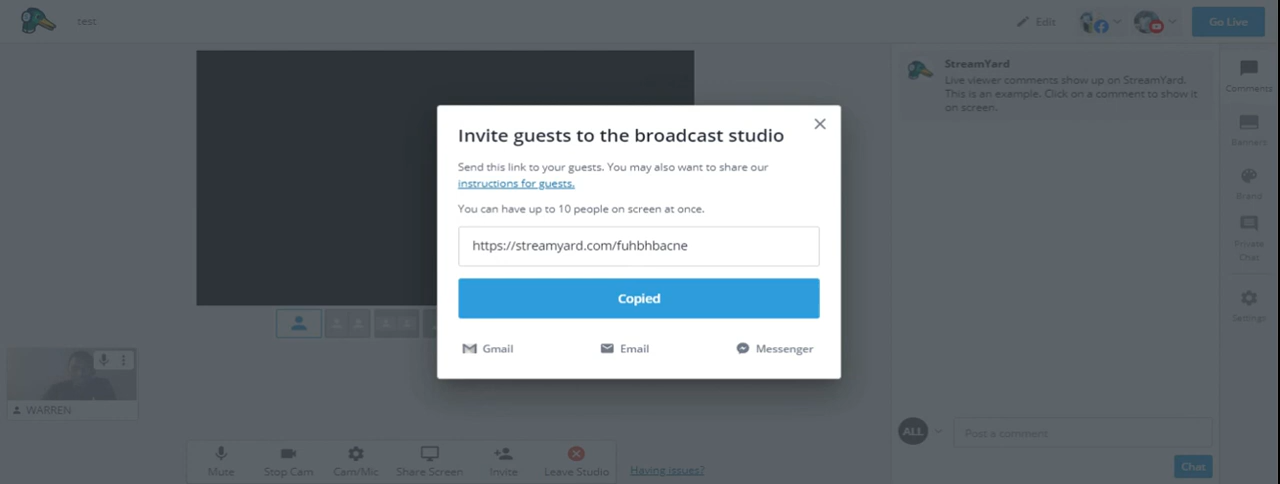 test
Edit
Go Live
StreamYard
Live viewer comments show up on StreamYard.
This is an example. Click on a comment to show it
on screen.
Comments
Banners
Brand
Private
Chat
Settings
Invite guests to the broadcast studio
Send this link to your guests. You may also want to share our
instructions for guests.
You can have up to 10 people on screen at once.
https://streamyard.com/fuhbhbacne
Copied
Gmail
Email
Messenger
WARREN
ALL
Post a comment
Chat
Mute
Stop Cam
Cam/Mic
Share Screen
Invite
Leave Studio
Having issues?